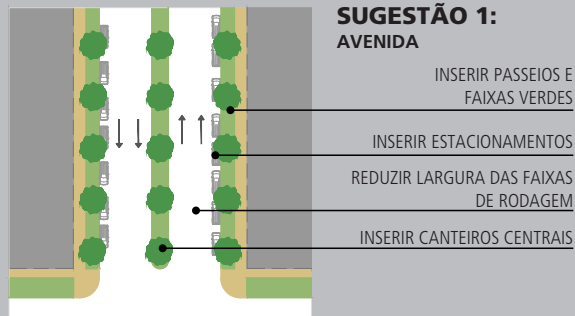 SUGESTÃO 1:
AVENIDA
INSERIR PASSEIOS E
FAIXAS VERDES
INSERIR ESTACIONAMENTOS
REDUZIR LARGURA DAS FAIXAS
DE RODAGEM
INSERIR CANTEIROS CENTRAIS